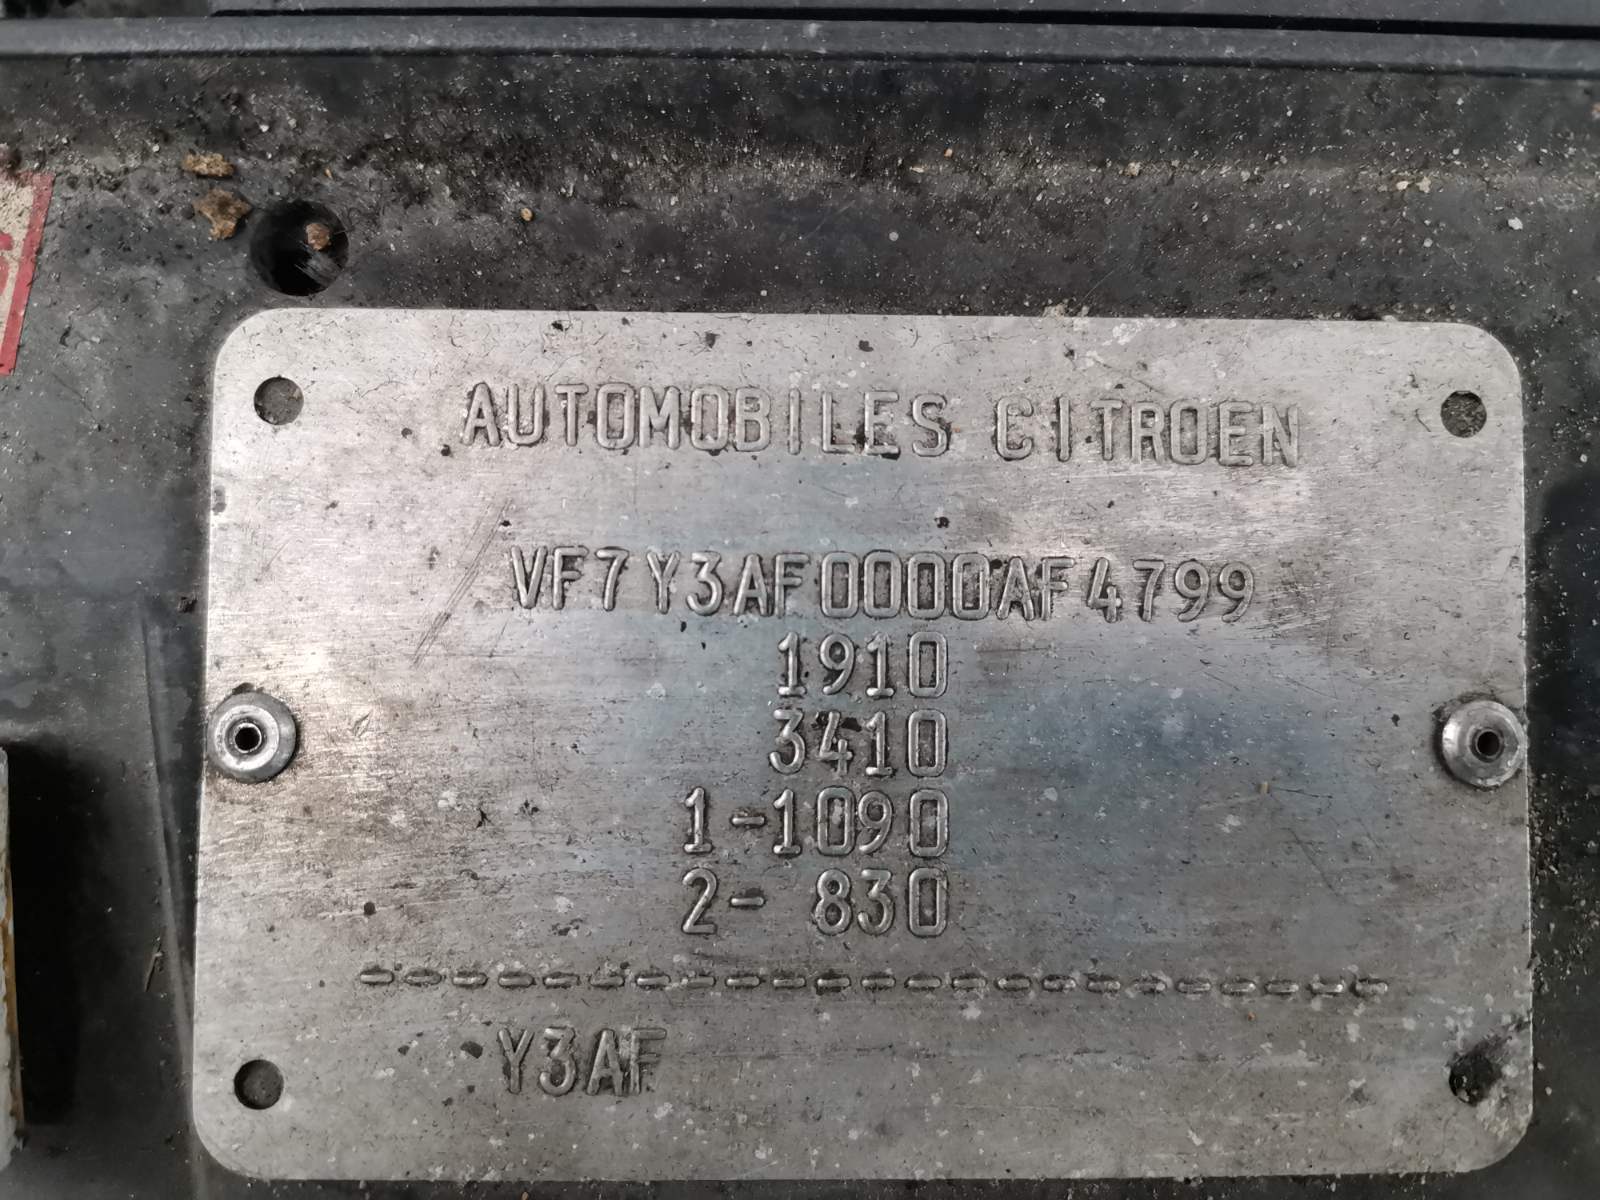 AUTOMOBILES CITROEN
VF7Y3AF0000AF4799
1910
3410
1-1090
2- 830
-----------------------
Y3AF